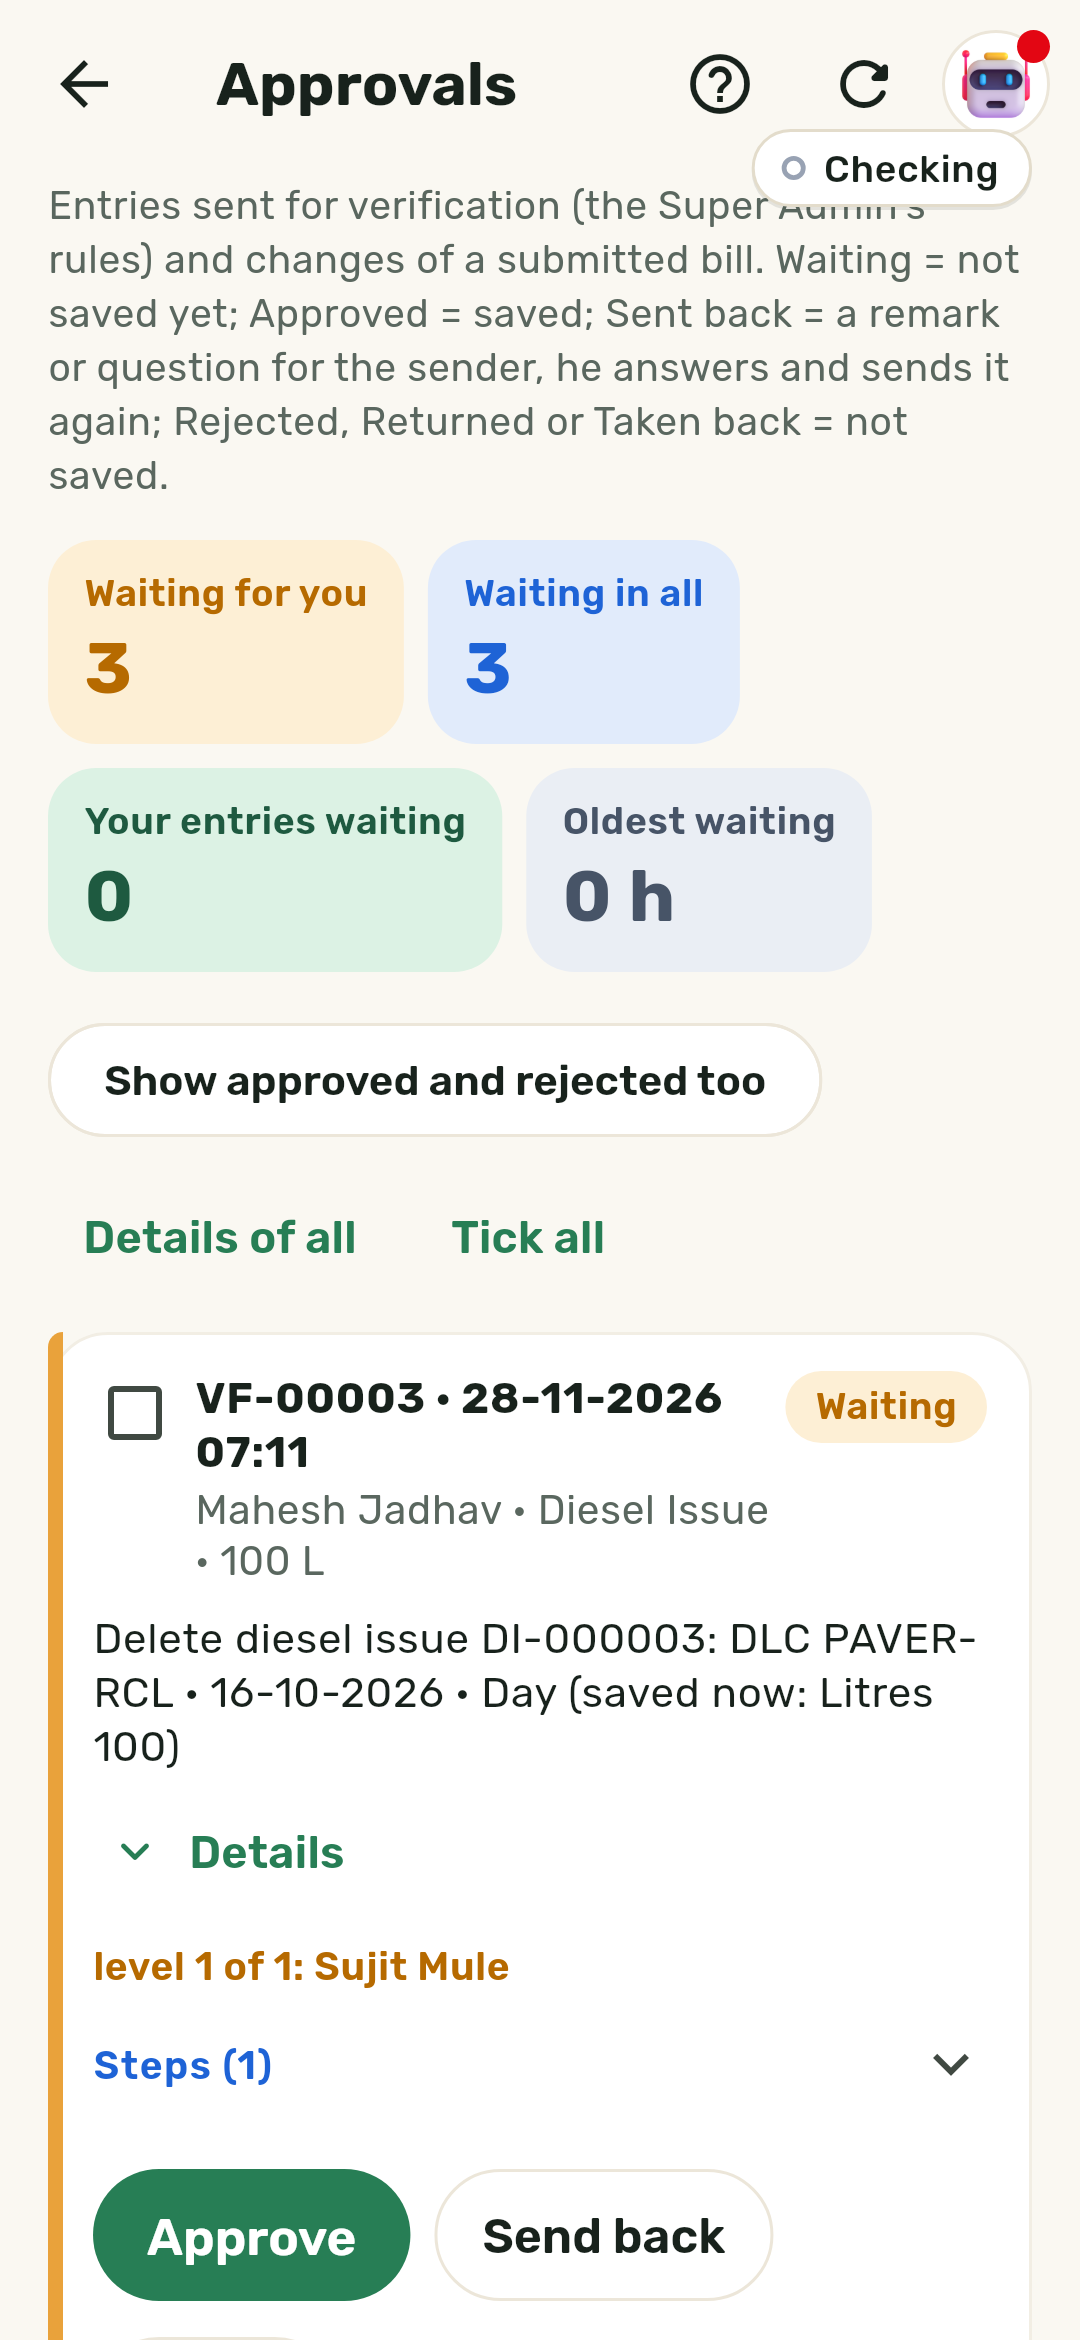 Approvals
Checking
Entries sent for verification (the Super Admin's
rules) and changes of a submitted bill. Waiting = not
saved yet; Approved = saved; Sent back = a remark
or question for the sender, he answers and sends it
again; Rejected, Returned or Taken back = not
saved.
Waiting for you
3
Waiting in all
3
Your entries waiting
0
Oldest waiting
0 h
Show approved and rejected too
Details of all
Tick all
VF-00003 • 28-11-2026
07:11
Waiting
Mahesh Jadhav • Diesel Issue
• 100 L
Delete diesel issue DI-000003: DLC PAVER-
RCL • 16-10-2026 • Day (saved now: Litres
100)
Details
level 1 of 1: Sujit Mule
Steps (1)
Approve
Send back